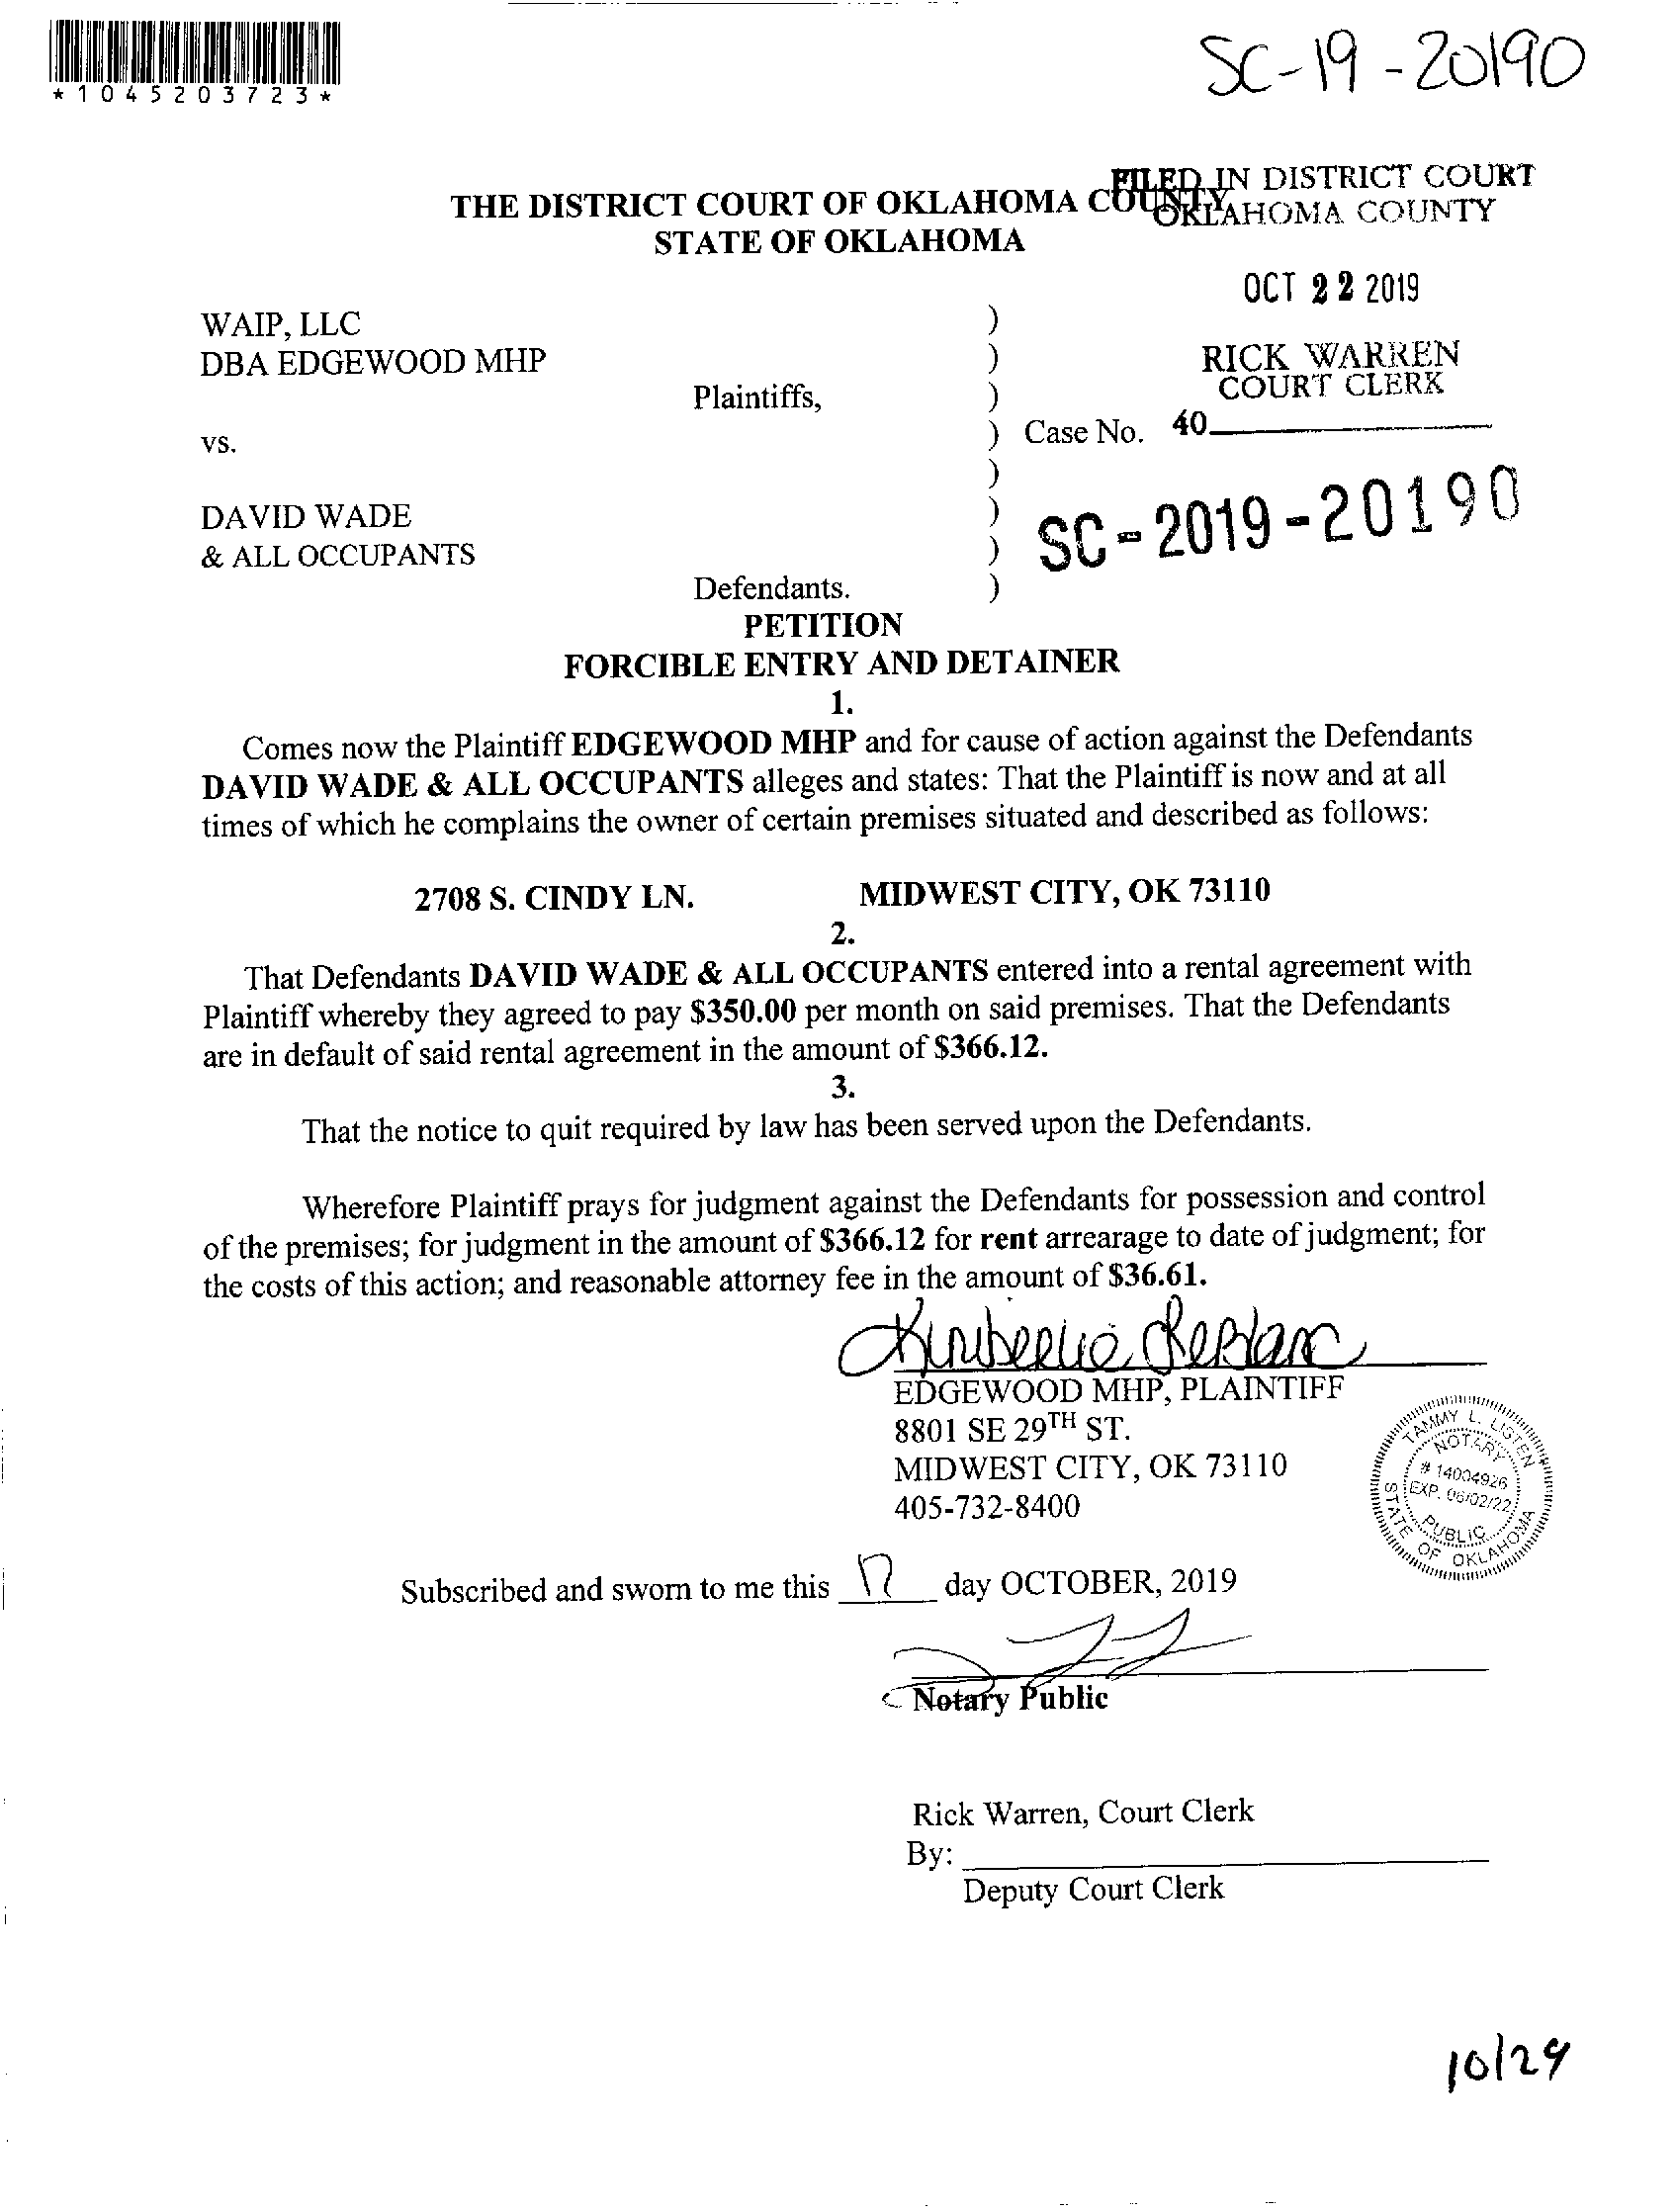 *1045203723*
SC-19-20190
THE DISTRICT COURT OF OKLAHOMA COUNTY
STATE OF OKLAHOMA
FILED IN DISTRICT COURT
OKLAHOMA COUNTY
OCT 22 2019
RICK WARREN
COURT CLERK
40
WAIP, LLC )
DBA EDGEWOOD MHP )
Plaintiffs, )
vs. ) Case No.
)
DAVID WADE )
& ALL OCCUPANTS )
Defendants. )
SC-2019-20190
PETITION
FORCIBLE ENTRY AND DETAINER
1.
Comes now the Plaintiff EDGEWOOD MHP and for cause of action against the Defendants
DAVID WADE & ALL OCCUPANTS alleges and states: That the Plaintiff is now and at all
times of which he complains the owner of certain premises situated and described as follows:
2708 S. CINDY LN. MIDWEST CITY, OK 73110
2.
That Defendants DAVID WADE & ALL OCCUPANTS entered into a rental agreement with
Plaintiff whereby they agreed to pay $350.00 per month on said premises. That the Defendants
are in default of said rental agreement in the amount of $366.12.
3.
That the notice to quit required by law has been served upon the Defendants.
Wherefore Plaintiff prays for judgment against the Defendants for possession and control
of the premises; for judgment in the amount of $366.12 for rent arrearage to date of judgment; for
the costs of this action; and reasonable attorney fee in the amount of $36.61.
EDGEWOOD MHP, PLAINTIFF
8801 SE 29TH ST.
MIDWEST CITY, OK 73110
405-732-8400
TAMMY L. LISTEN
NOTARY
# 14004926
EXP. 06/02/22
PUBLIC
STATE OF OKLAHOMA
Subscribed and sworn to me this 17 day OCTOBER, 2019
Notary Public
Rick Warren, Court Clerk
By:
Deputy Court Clerk
10/29